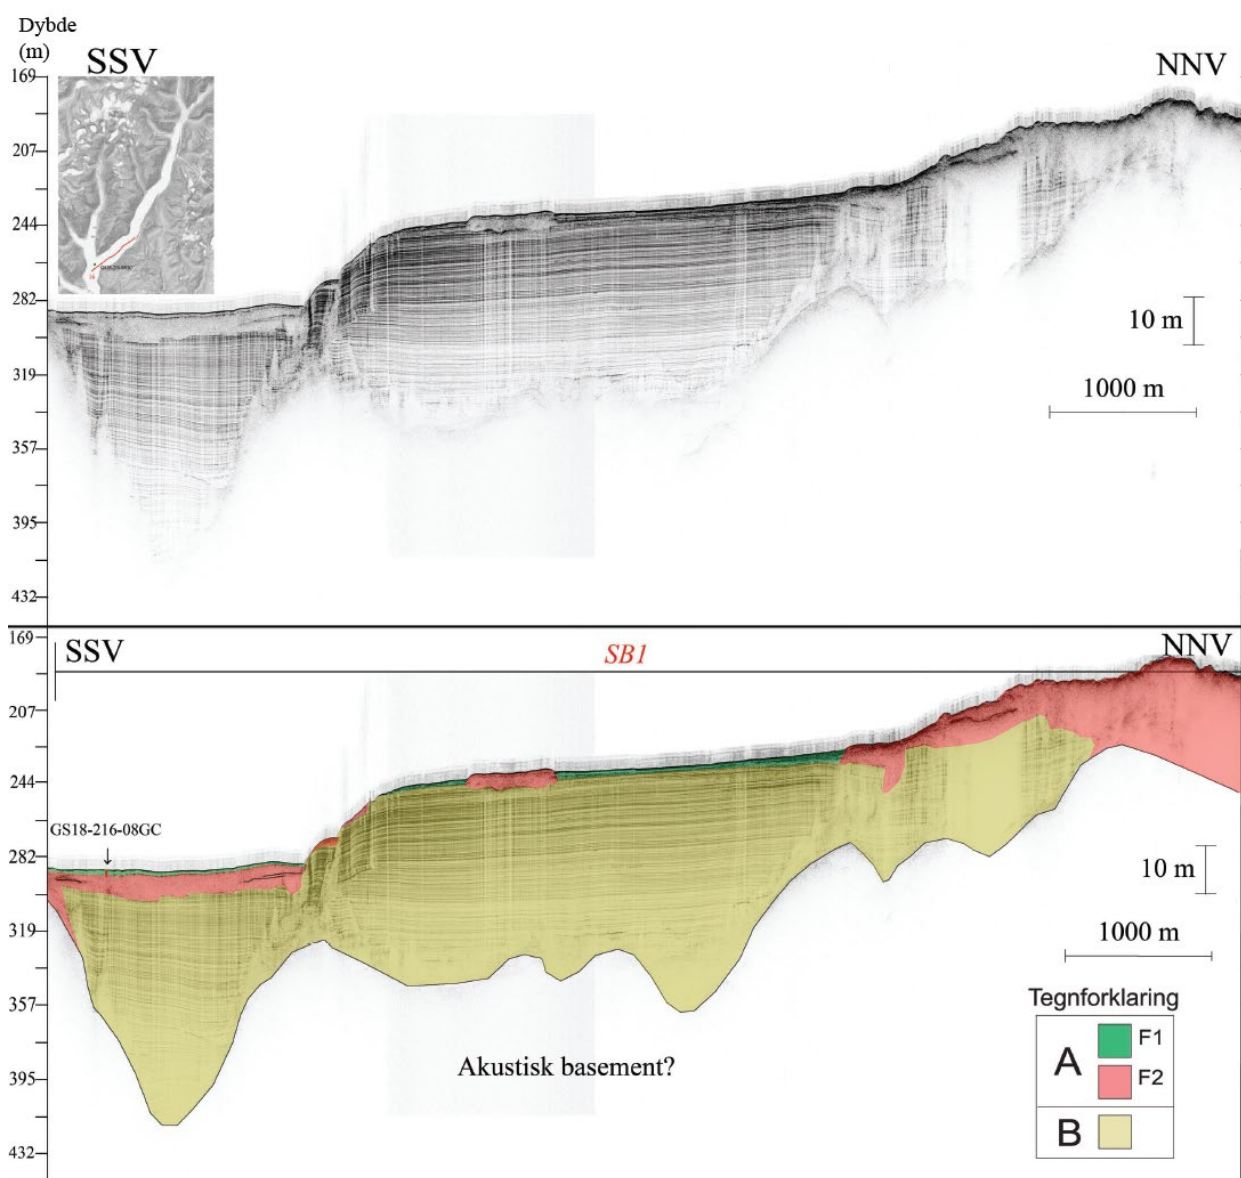 Dybde
(m)
SSV
NNV
169
207
244
282
319
357
395
432
10 m
1000 m
169
SSV
SB1
NNV
207
244
GS18-216-08GC
282
10 m
319
1000 m
357
Tegnforklaring
A
F1
F2
B
Akustisk basement?
395
432